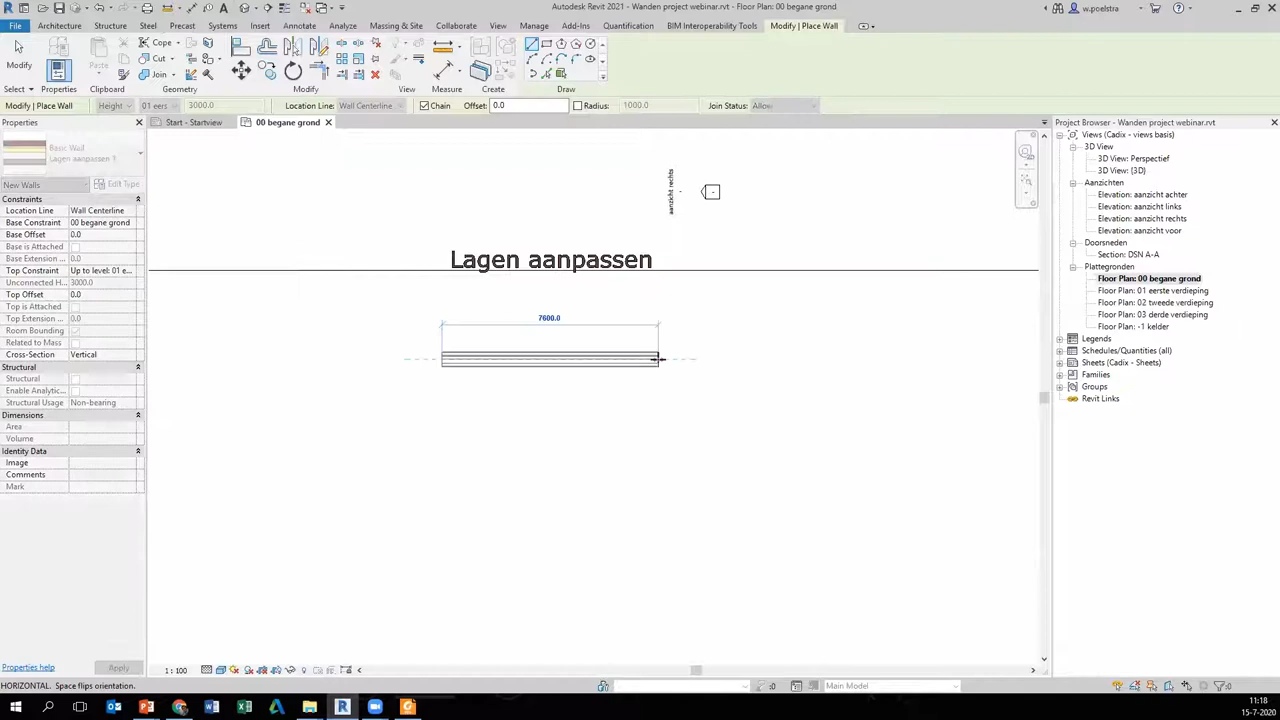 Autodesk Revit 2021 - Wanden project webinar.rvt - Floor Plan: 00 begane grond
w.poelstra
File Architecture Structure Steel Precast Systems Insert Annotate Analyze Massing & Site Collaborate View Manage Add-Ins Quantification BIM Interoperability Tools Modify | Place Wall
Modify
Paste
Cope
Cut
Join
Select Properties Clipboard Geometry Modify View Measure Create Draw
Modify | Place Wall Height 01 eers 3000.0 Location Line: Wall Centerline Chain Offset: 0.0 Radius: 1000.0 Join Status: Allow
Properties
Start - Startview
00 begane grond
Project Browser - Wanden project webinar.rvt
Basic Wall
Lagen aanpassen 1
New Walls Edit Type
Constraints
Location Line Wall Centerline
Base Constraint 00 begane grond
Base Offset 0.0
Base is Attached
Base Extension ... 0.0
Top Constraint Up to level: 01 e...
Unconnected H... 3000.0
Top Offset 0.0
Top is Attached
Top Extension ... 0.0
Room Bounding
Related to Mass
Cross-Section Vertical
Structural
Structural
Enable Analytic...
Structural Usage Non-bearing
Dimensions
Area
Volume
Identity Data
Image
Comments
Mark
Properties help Apply
aanzicht rechts
Lagen aanpassen
7600.0
Views (Cadix - views basis)
3D View
3D View: Perspectief
3D View: {3D}
Aanzichten
Elevation: aanzicht achter
Elevation: aanzicht links
Elevation: aanzicht rechts
Elevation: aanzicht voor
Doorsneden
Section: DSN A-A
Plattegronden
Floor Plan: 00 begane grond
Floor Plan: 01 eerste verdieping
Floor Plan: 02 tweede verdieping
Floor Plan: 03 derde verdieping
Floor Plan: -1 kelder
Legends
Schedules/Quantities (all)
Sheets (Cadix - Sheets)
Families
Groups
Revit Links
1 : 100
HORIZONTAL. Space flips orientation.
:0
Main Model
:0
11:18
15-7-2020